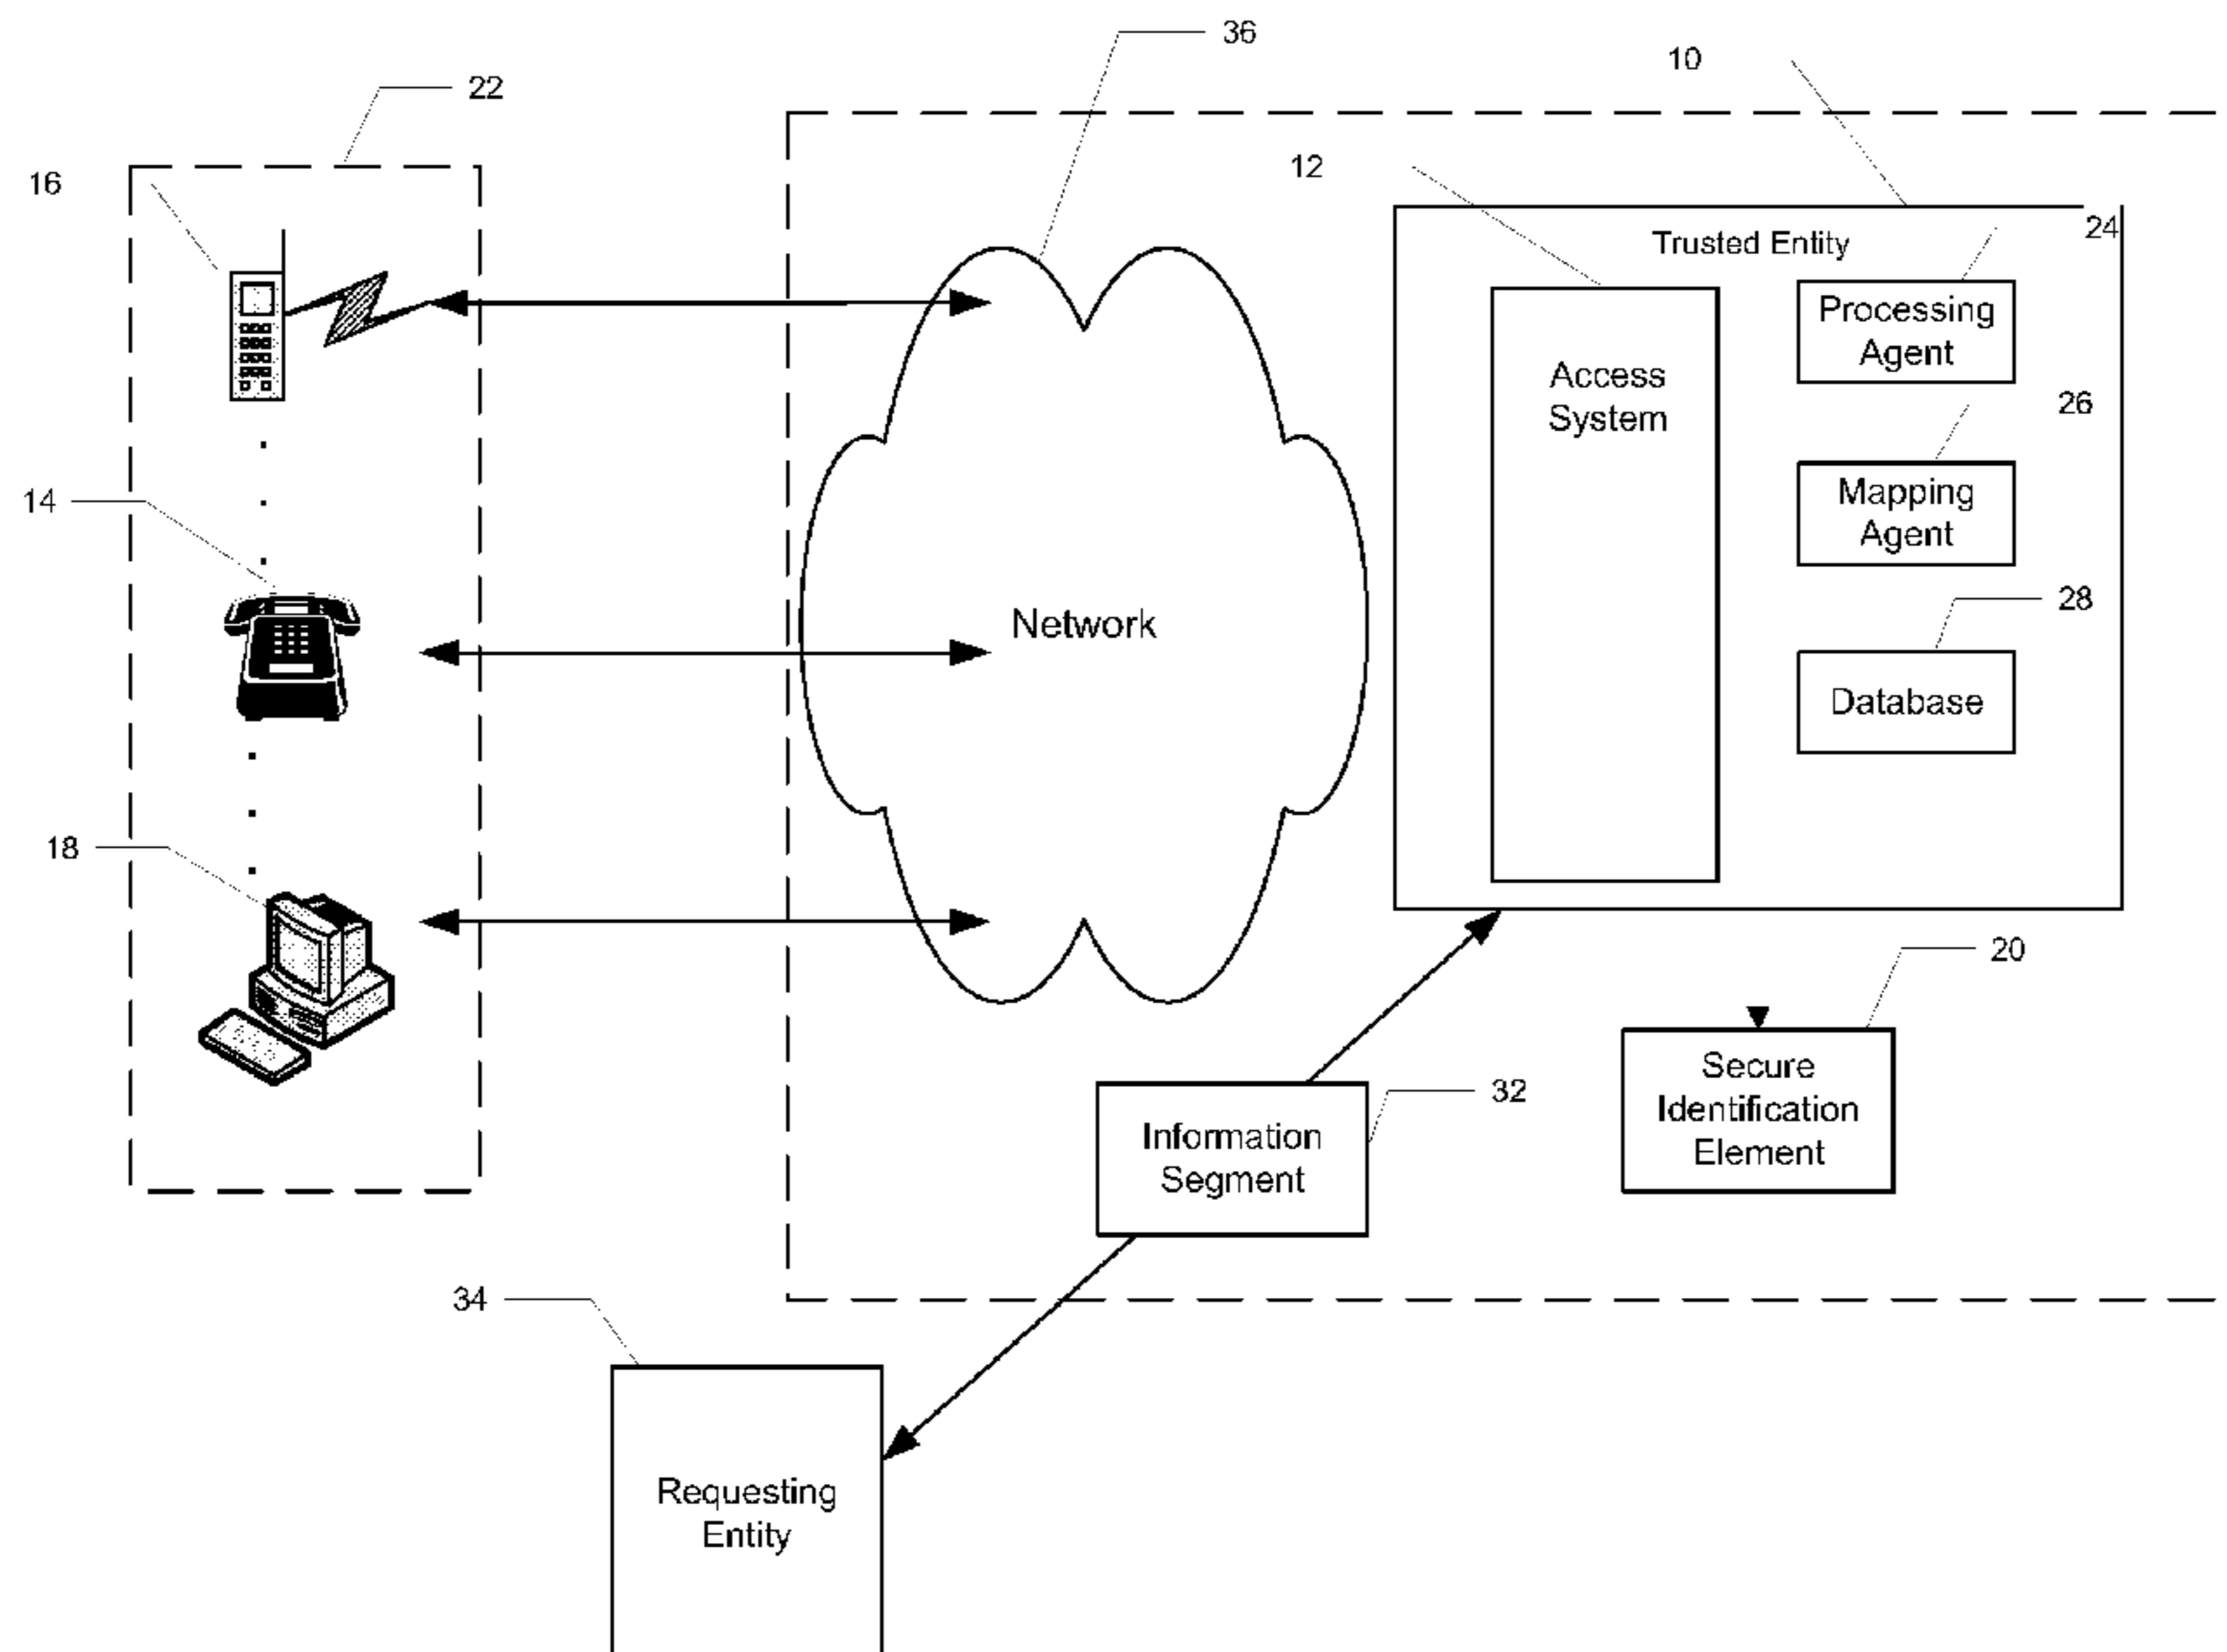 36
10
22
12
16
24
Trusted Entity
Processing
Agent
Access
System
26
14
Mapping
Agent
28
Network
Database
18
20
Secure
Identification
Element
32
Information
Segment
34
Requesting
Entity